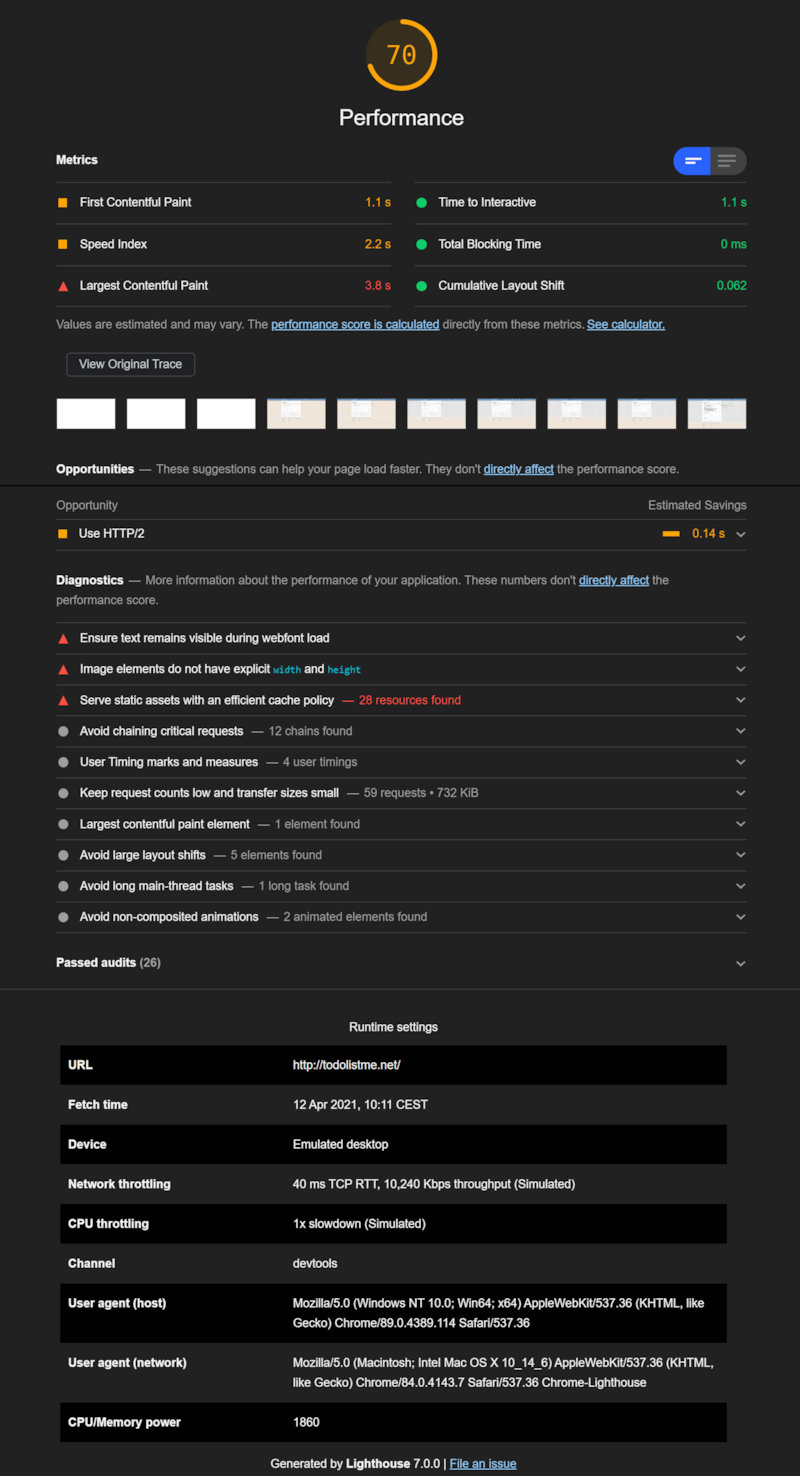 70
Performance
Metrics
First Contentful Paint 1.1 s
Time to Interactive 1.1 s
Speed Index 2.2 s
Total Blocking Time 0 ms
Largest Contentful Paint 3.8 s
Cumulative Layout Shift 0.062
Values are estimated and may vary. The performance score is calculated directly from these metrics. See calculator.
View Original Trace
Opportunities — These suggestions can help your page load faster. They don't directly affect the performance score.
Opportunity Estimated Savings
Use HTTP/2 0.14 s
Diagnostics — More information about the performance of your application. These numbers don't directly affect the
performance score.
Ensure text remains visible during webfont load
Image elements do not have explicit width and height
Serve static assets with an efficient cache policy — 28 resources found
Avoid chaining critical requests — 12 chains found
User Timing marks and measures — 4 user timings
Keep request counts low and transfer sizes small — 59 requests • 732 KiB
Largest contentful paint element — 1 element found
Avoid large layout shifts — 5 elements found
Avoid long main-thread tasks — 1 long task found
Avoid non-composited animations — 2 animated elements found
Passed audits (26)
Runtime settings
URL http://todolistme.net/
Fetch time 12 Apr 2021, 10:11 CEST
Device Emulated desktop
Network throttling 40 ms TCP RTT, 10,240 Kbps throughput (Simulated)
CPU throttling 1x slowdown (Simulated)
Channel devtools
User agent (host) Mozilla/5.0 (Windows NT 10.0; Win64; x64) AppleWebKit/537.36 (KHTML, like
Gecko) Chrome/89.0.4389.114 Safari/537.36
User agent (network) Mozilla/5.0 (Macintosh; Intel Mac OS X 10_14_6) AppleWebKit/537.36 (KHTML,
like Gecko) Chrome/84.0.4143.7 Safari/537.36 Chrome-Lighthouse
CPU/Memory power 1860
Generated by Lighthouse 7.0.0 | File an issue